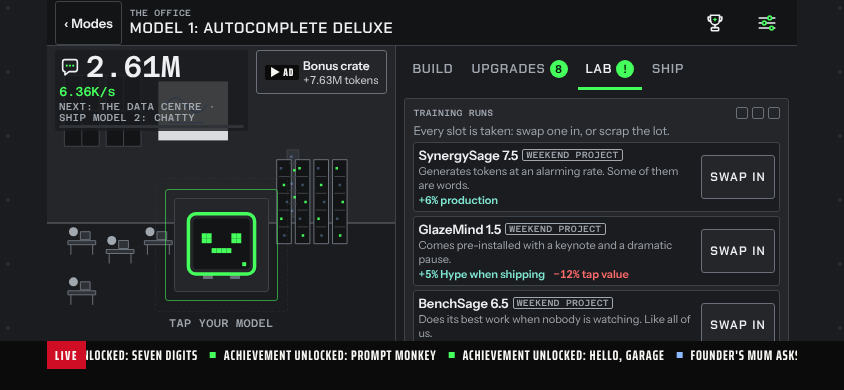 ‹ Modes
THE OFFICE
MODEL 1: AUTOCOMPLETE DELUXE
2.61M
6.36K/s
NEXT: THE DATA CENTRE ·
SHIP MODEL 2: CHATTY
AD
Bonus crate
+7.63M tokens
TAP YOUR MODEL
BUILD
UPGRADES 8
LAB !
SHIP
TRAINING RUNS
Every slot is taken: swap one in, or scrap the lot.
SynergySage 7.5 WEEKEND PROJECT
Generates tokens at an alarming rate. Some of them
are words.
+6% production
SWAP IN
GlazeMind 1.5 WEEKEND PROJECT
Comes pre-installed with a keynote and a dramatic
pause.
+5% Hype when shipping −12% tap value
SWAP IN
BenchSage 6.5 WEEKEND PROJECT
Does its best work when nobody is watching. Like all of
us.
SWAP IN
LIVE
NLOCKED: SEVEN DIGITS ACHIEVEMENT UNLOCKED: PROMPT MONKEY ACHIEVEMENT UNLOCKED: HELLO, GARAGE FOUNDER'S MUM ASKS